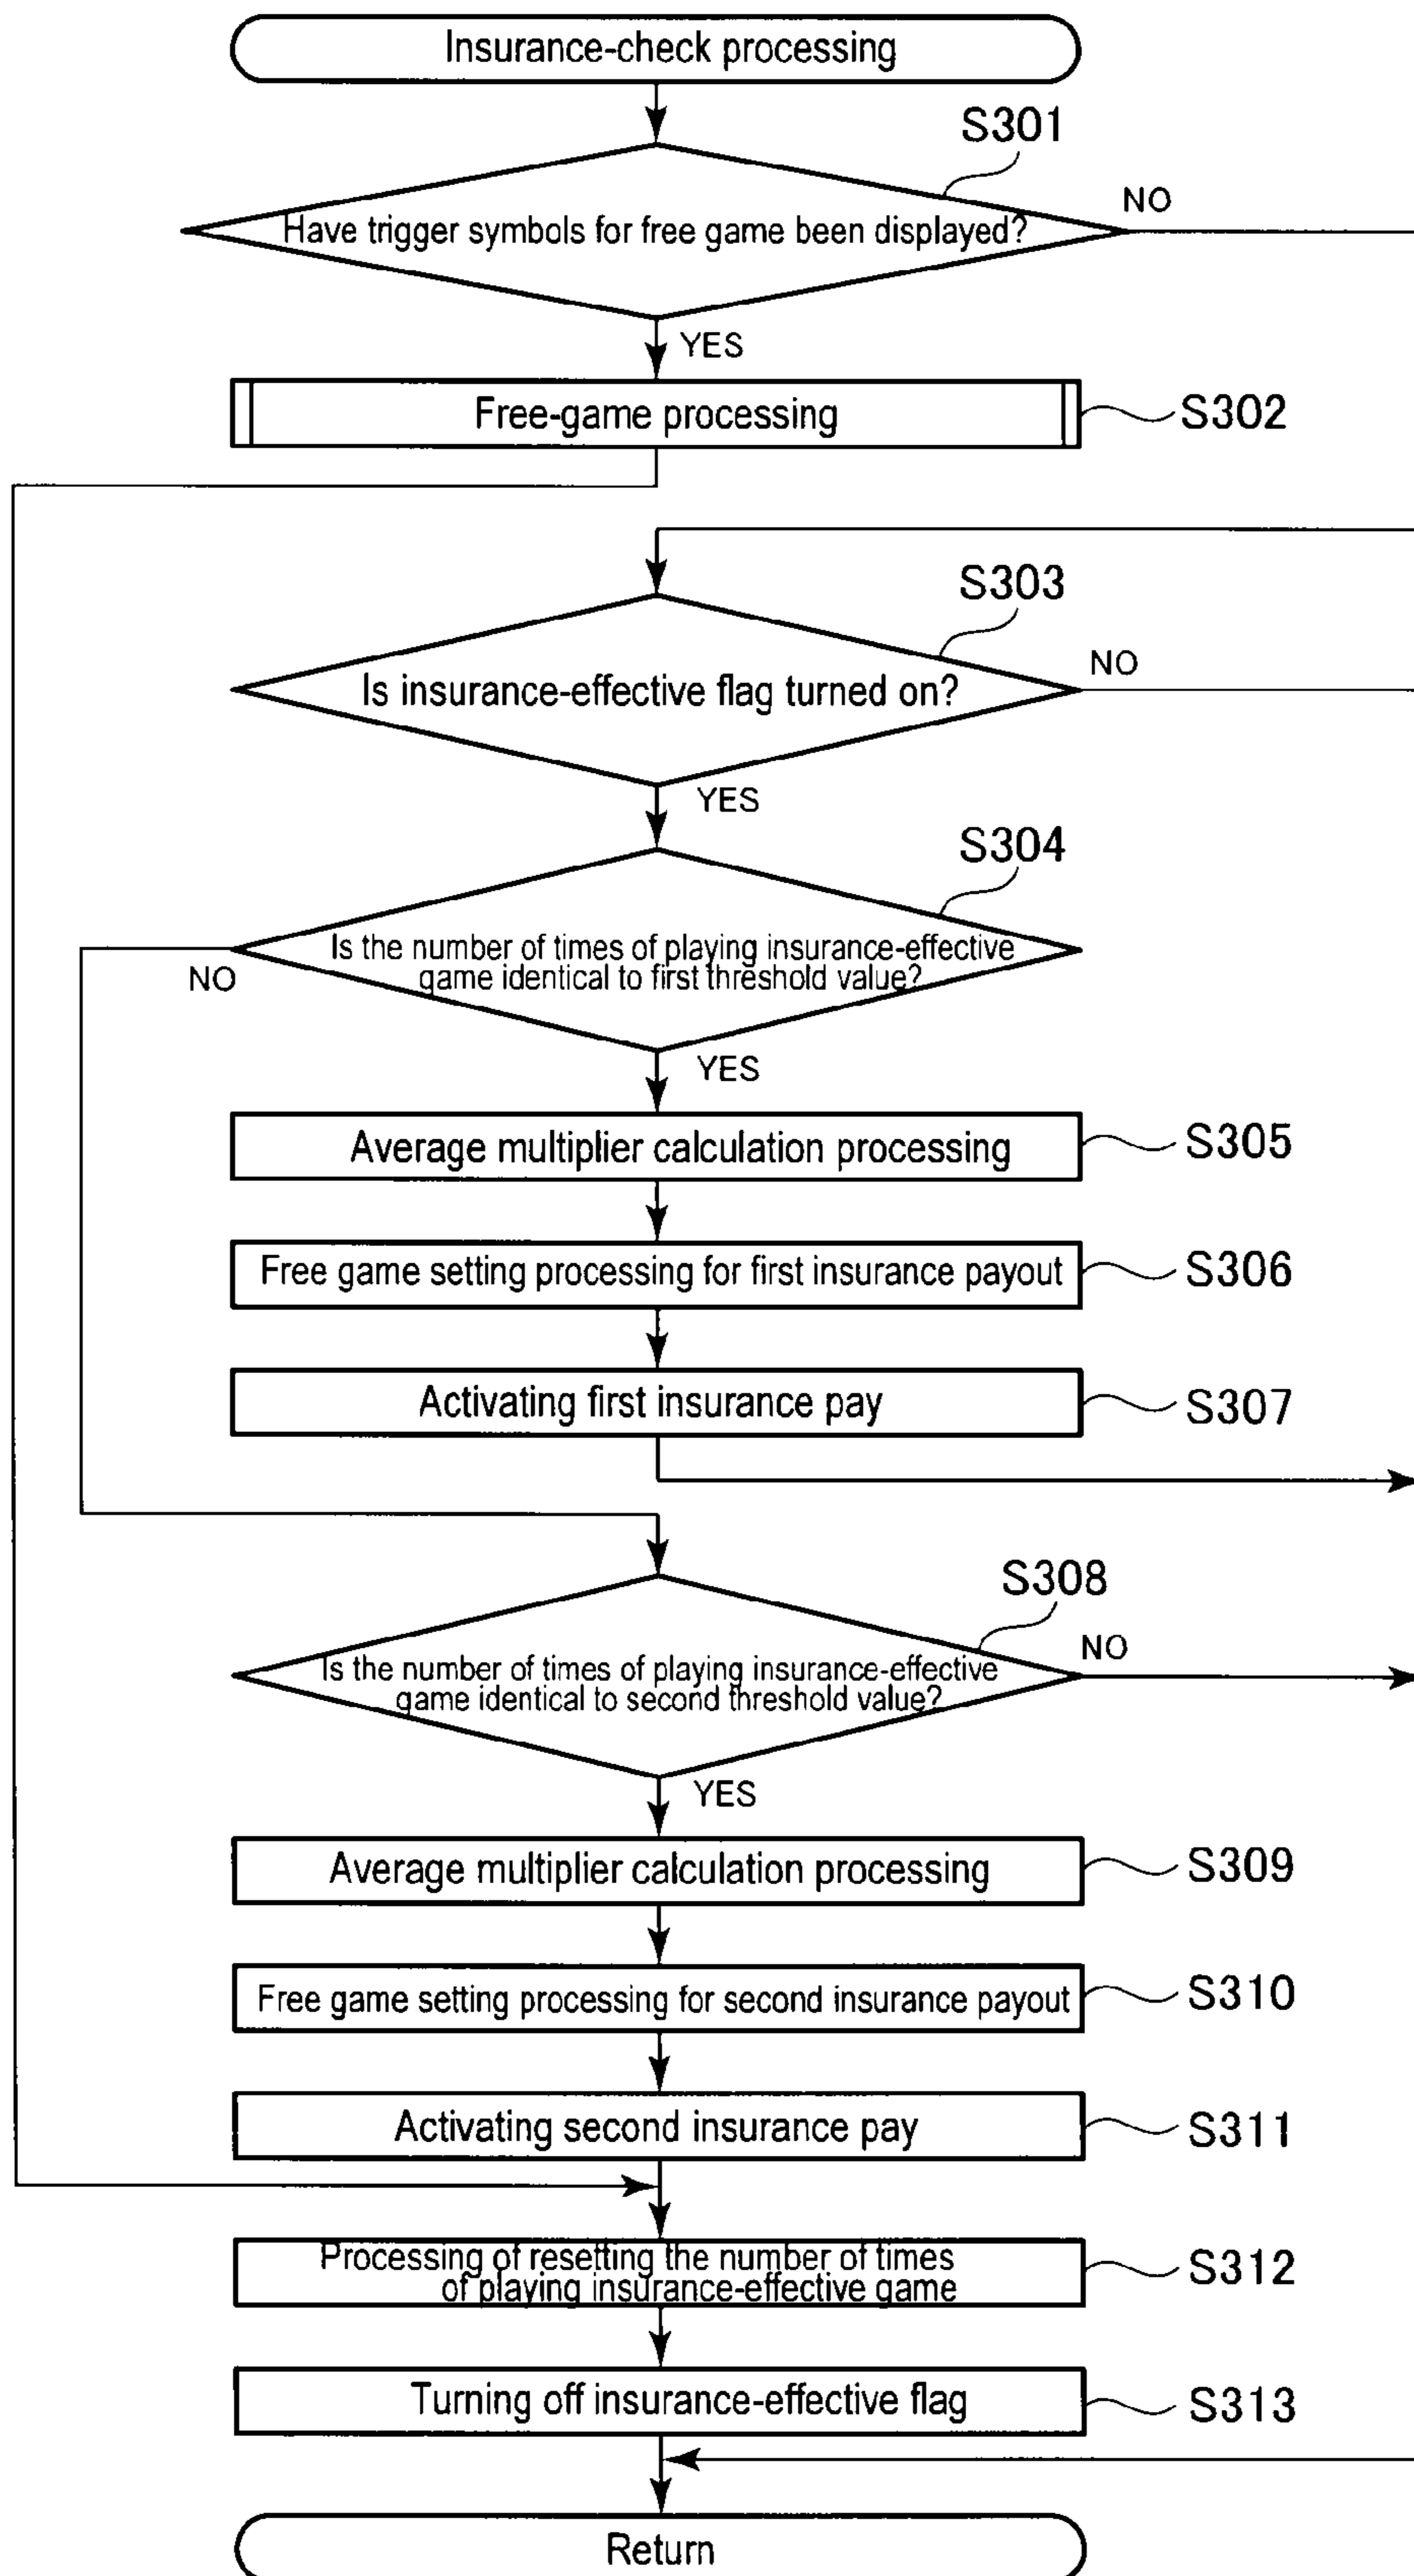 Insurance-check processing
S301
Have trigger symbols for free game been displayed?
NO
YES
Free-game processing
S302
S303
Is insurance-effective flag turned on?
NO
YES
S304
Is the number of times of playing insurance-effective
game identical to first threshold value?
NO
YES
Average multiplier calculation processing
S305
Free game setting processing for first insurance payout
S306
Activating first insurance pay
S307
S308
Is the number of times of playing insurance-effective
game identical to second threshold value?
NO
YES
Average multiplier calculation processing
S309
Free game setting processing for second insurance payout
S310
Activating second insurance pay
S311
Processing of resetting the number of times
of playing insurance-effective game
S312
Turning off insurance-effective flag
S313
Return